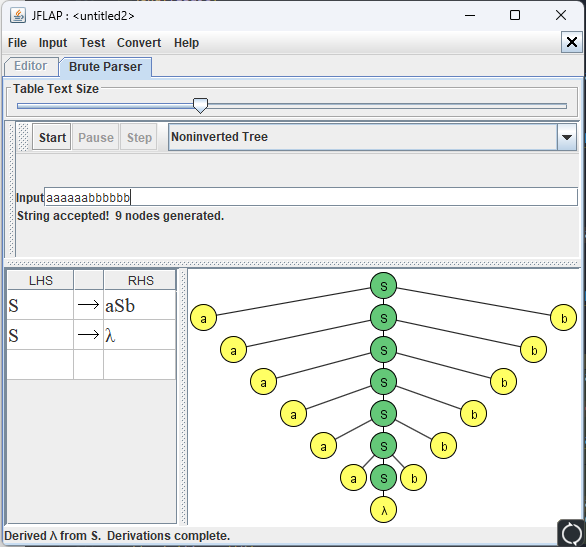 JFLAP : <untitled2>
File Input Test Convert Help
Editor Brute Parser
Table Text Size
Start Pause Step Noninverted Tree
Input aaaaaabbbbbb
String accepted! 9 nodes generated.
LHS RHS
S → aSb
S → λ
S
a S b
a S b
a S b
a S b
a S b
a S b
λ
Derived λ from S. Derivations complete.